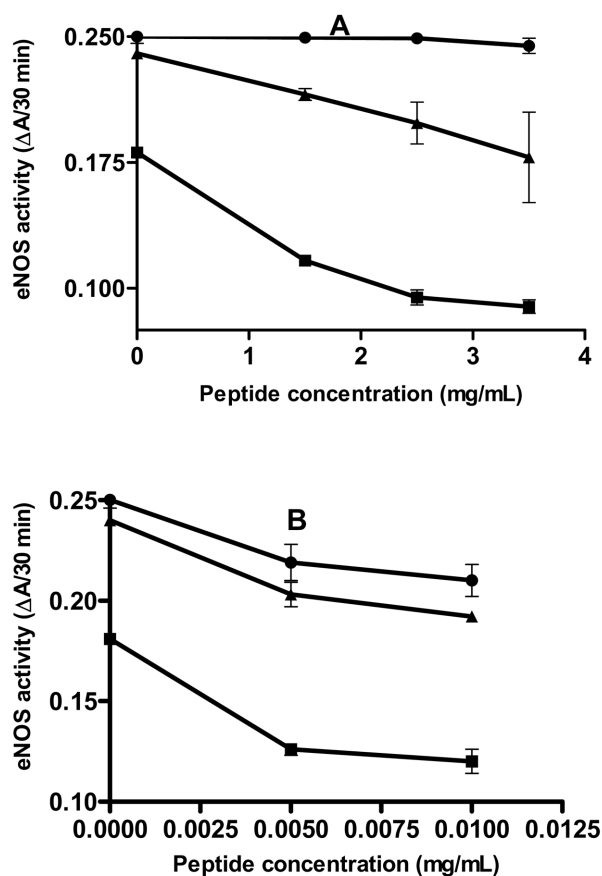 A
0.250
0.175
0.100
eNOS activity (ΔA/30 min)
0 1 2 3 4
Peptide concentration (mg/mL)
B
0.25
0.20
0.15
0.10
eNOS activity (ΔA/30 min)
0.0000 0.0025 0.0050 0.0075 0.0100 0.0125
Peptide concentration (mg/mL)